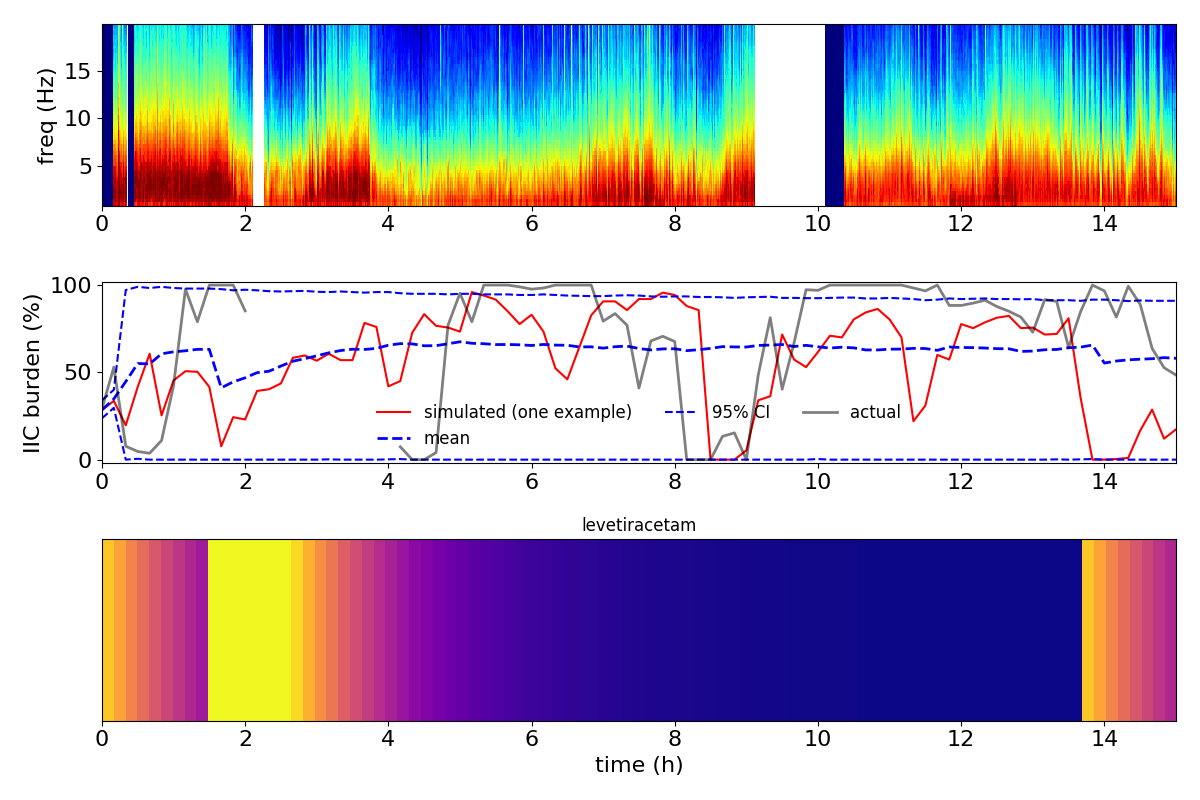 freq (Hz)
15
10
5
0 2 4 6 8 10 12 14
IIC burden (%)
100
50
0
simulated (one example) 95% CI actual
mean
0 2 4 6 8 10 12 14
levetiracetam
0 2 4 6 8 10 12 14
time (h)